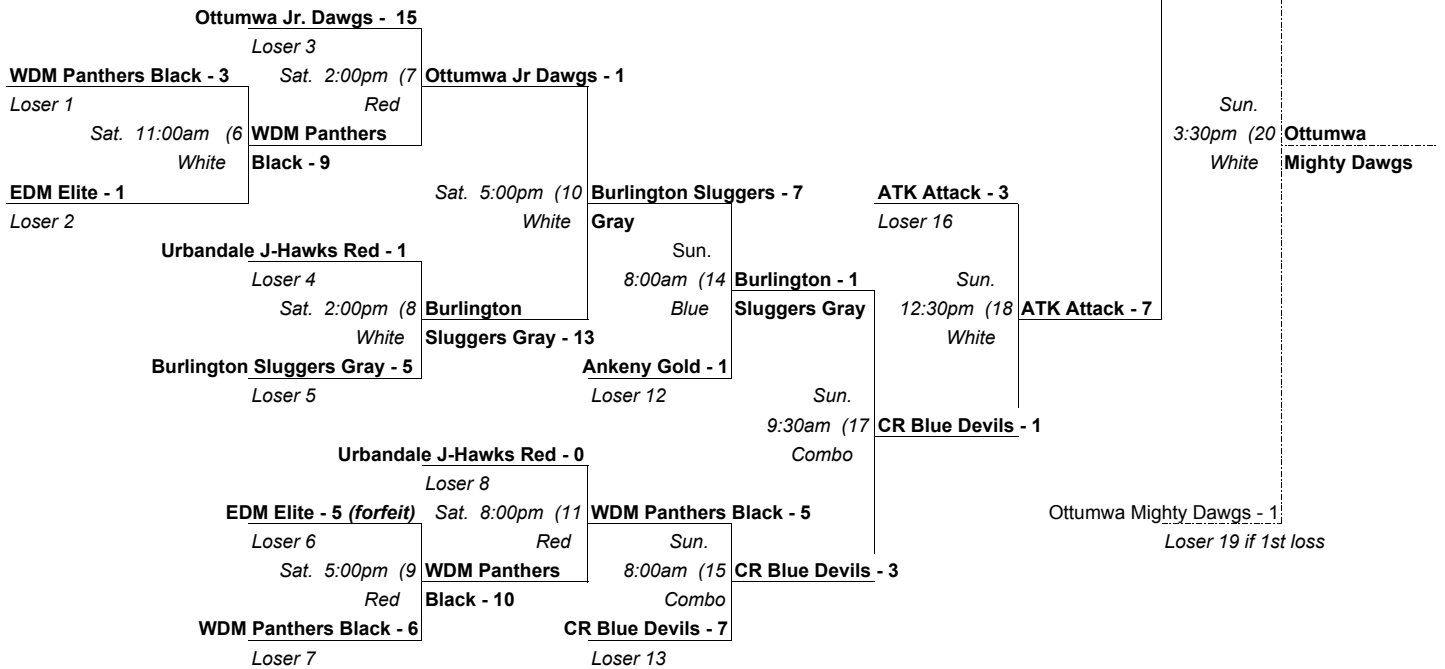 Ottumwa Jr. Dawgs - 15
Loser 3
WDM Panthers Black - 3
Sat. 2:00pm (7
Ottumwa Jr Dawgs - 1
Loser 1
Red
Sun.
Sat. 11:00am (6
WDM Panthers
3:30pm (20
Ottumwa
White
Black - 9
White
Mighty Dawgs
EDM Elite - 1
Sat. 5:00pm (10
Burlington Sluggers - 7
ATK Attack - 3
Loser 2
White
Gray
Loser 16
Urbandale J-Hawks Red - 1
Sun.
Loser 4
8:00am (14
Burlington - 1
Sun.
Sat. 2:00pm (8
Burlington
Blue
Sluggers Gray
12:30pm (18
ATK Attack - 7
White
Sluggers Gray - 13
White
Burlington Sluggers Gray - 5
Ankeny Gold - 1
Loser 5
Loser 12
Sun.
9:30am (17
CR Blue Devils - 1
Urbandale J-Hawks Red - 0
Combo
Loser 8
EDM Elite - 5 (forfeit)
Sat. 8:00pm (11
WDM Panthers Black - 5
Ottumwa Mighty Dawgs - 1
Loser 6
Red
Sun.
Loser 19 if 1st loss
Sat. 5:00pm (9
WDM Panthers
8:00am (15
CR Blue Devils - 3
Red
Black - 10
Combo
WDM Panthers Black - 6
CR Blue Devils - 7
Loser 7
Loser 13